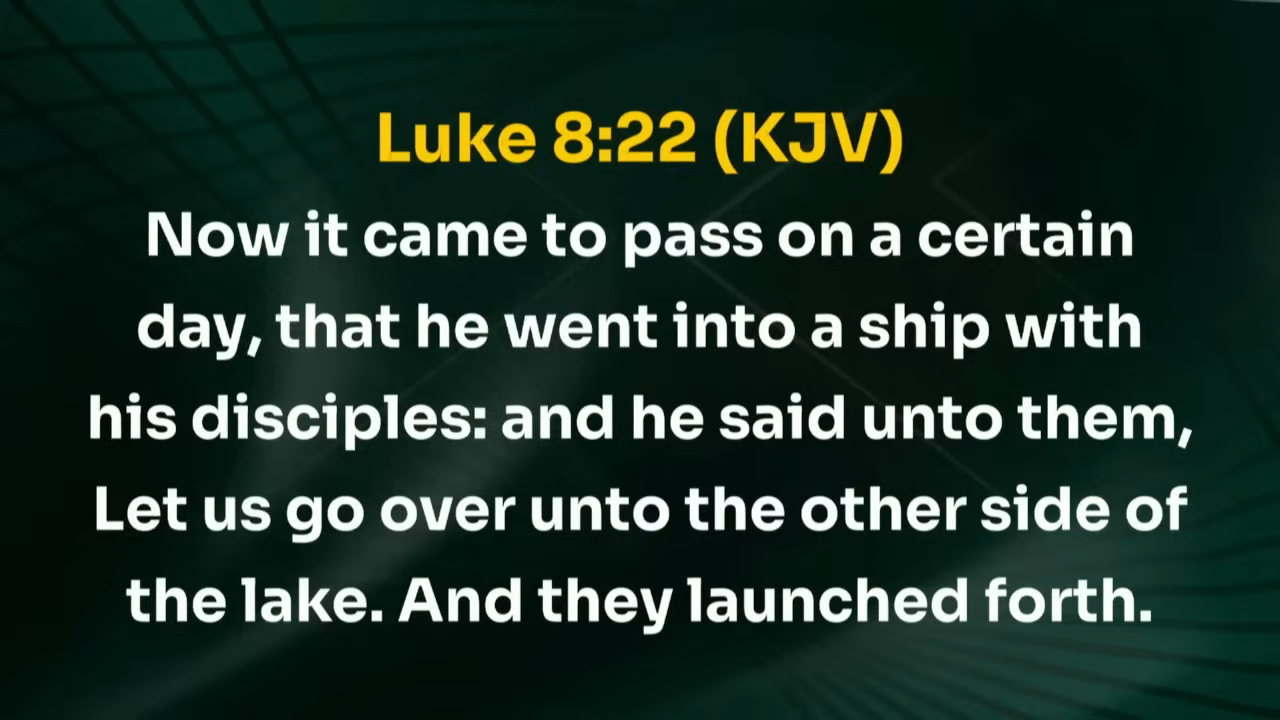 Luke 8:22 (KJV)
Now it came to pass on a certain
day, that he went into a ship with
his disciples: and he said unto them,
Let us go over unto the other side of
the lake. And they launched forth.